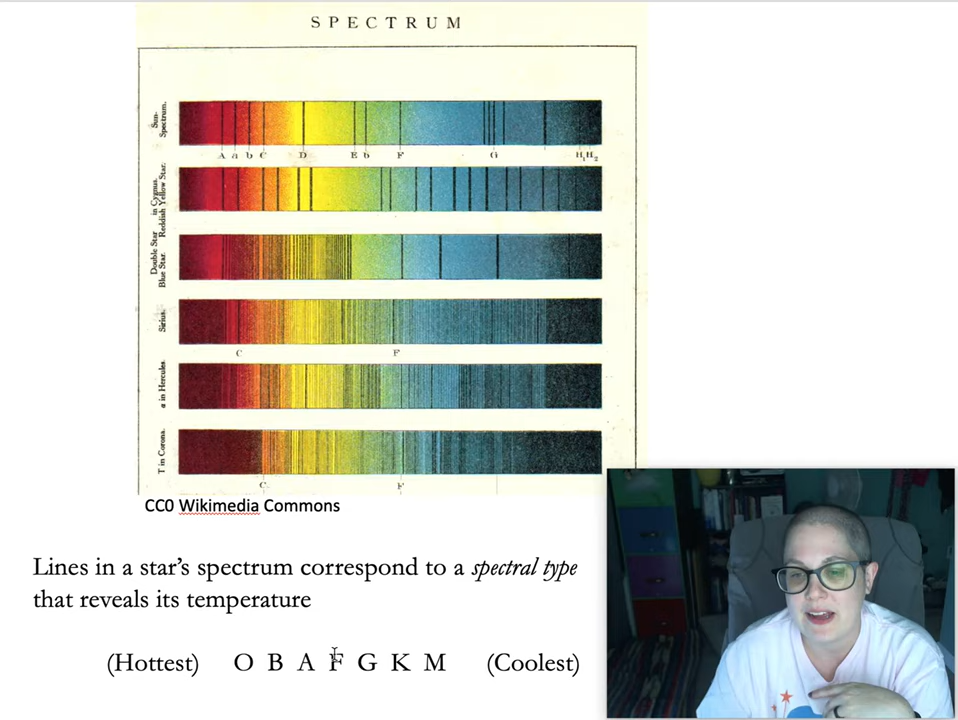 SPECTRUM
Sun-
Spectrum.
A a b C D E b F G H₁H₂
in Cygnus.
Reddish Yellow Star.
Double Star
Blue Star.
Sirius.
C F
α in Hercules.
T in Corona.
C. F
CC0 Wikimedia Commons
Lines in a star’s spectrum correspond to a spectral type
that reveals its temperature
(Hottest) O B A F G K M (Coolest)